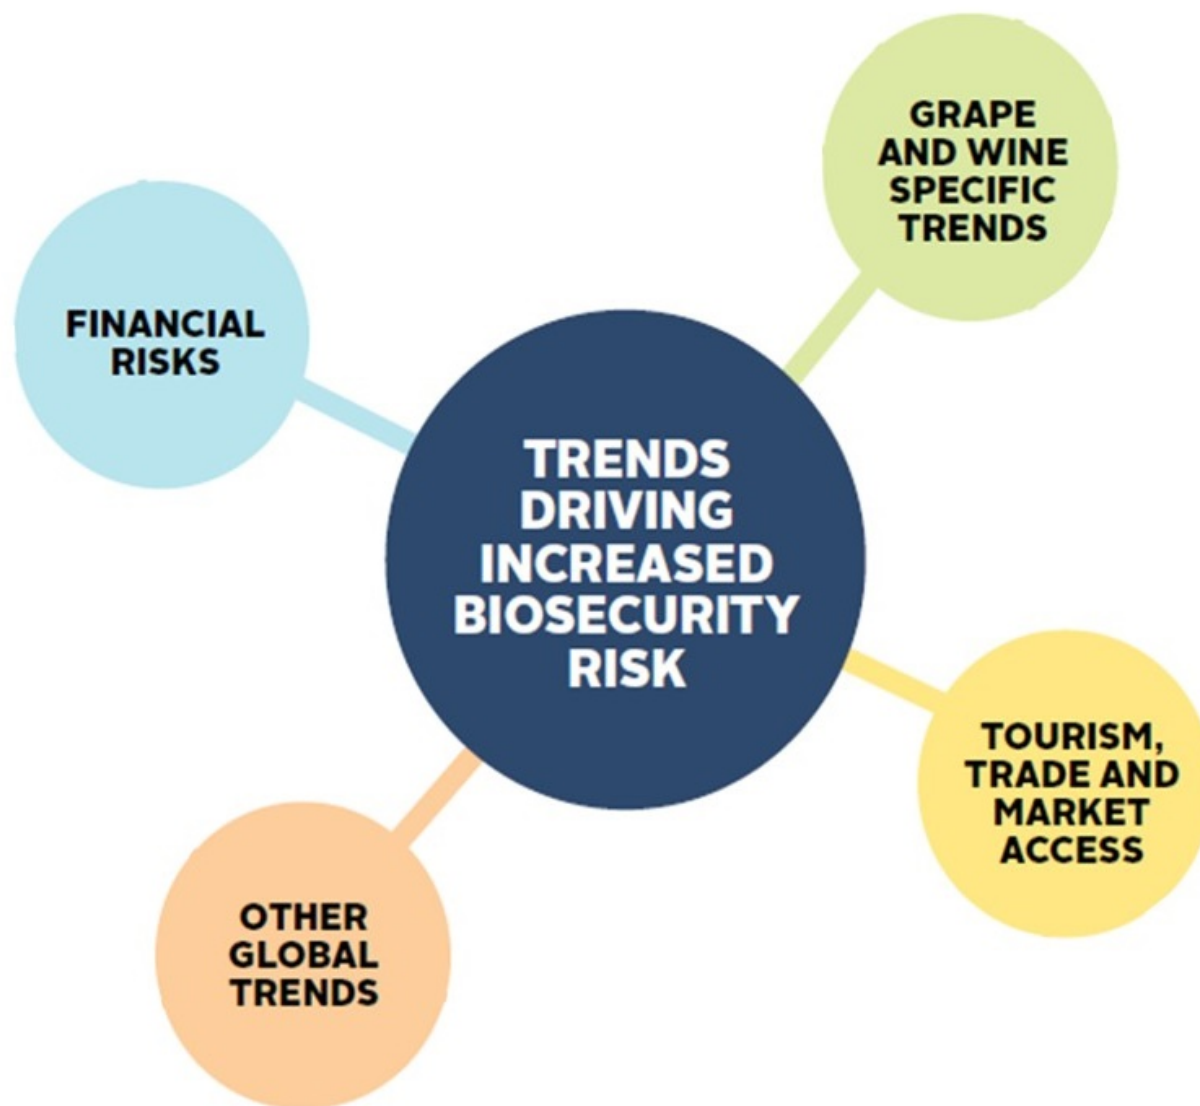 GRAPE
AND WINE
SPECIFIC
TRENDS
FINANCIAL
RISKS
TRENDS
DRIVING
INCREASED
BIOSECURITY
RISK
TOURISM,
TRADE AND
MARKET
ACCESS
OTHER
GLOBAL
TRENDS